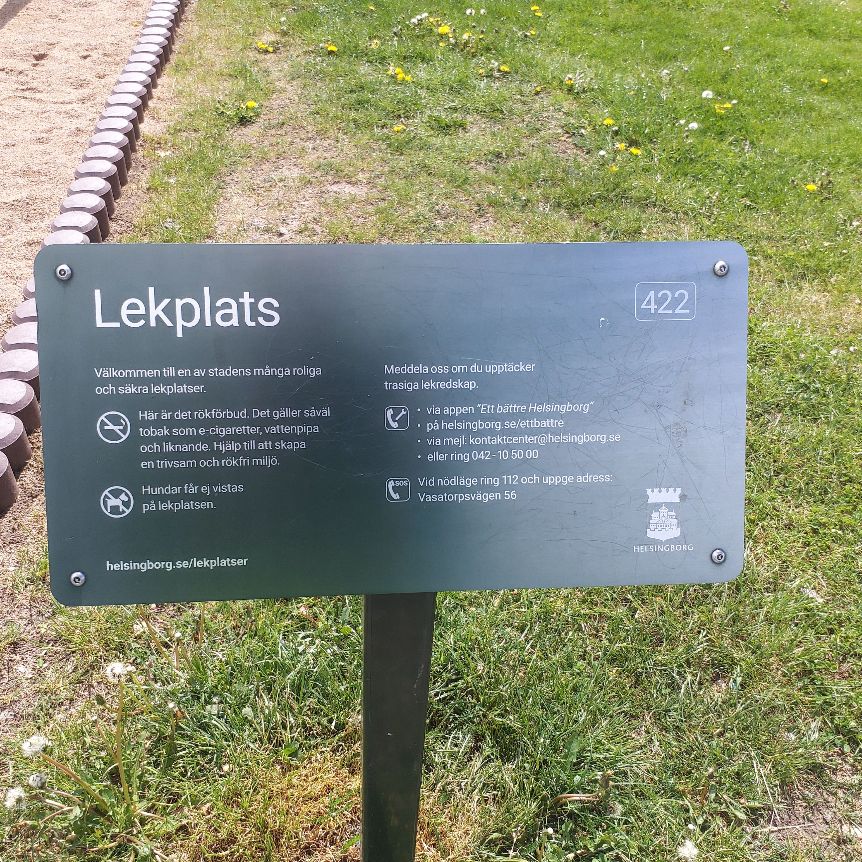 Lekplats
422
Välkommen till en av stadens många roliga
och säkra lekplatser.
Här är det rökförbud. Det gäller såväl
tobak som e-cigaretter, vattenpipa
och liknande. Hjälp till att skapa
en trivsam och rökfri miljö.
Hundar får ej vistas
på lekplatsen.
helsingborg.se/lekplatser
Meddela oss om du upptäcker
trasiga lekredskap.
• via appen "Ett bättre Helsingborg"
• på helsingborg.se/ettbattre
• via mejl: kontaktcenter@helsingborg.se
• eller ring 042-10 50 00
SOS
Vid nödläge ring 112 och uppge adress:
Vasatorpsvägen 56
HELSINGBORG